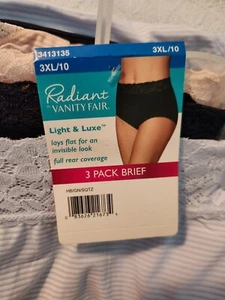 3413135
3XL/10
3XL/10
Radiant
BY VANITY FAIR
Light & Luxe™
lays flat for an
invisible look
full rear coverage
3 PACK BRIEF